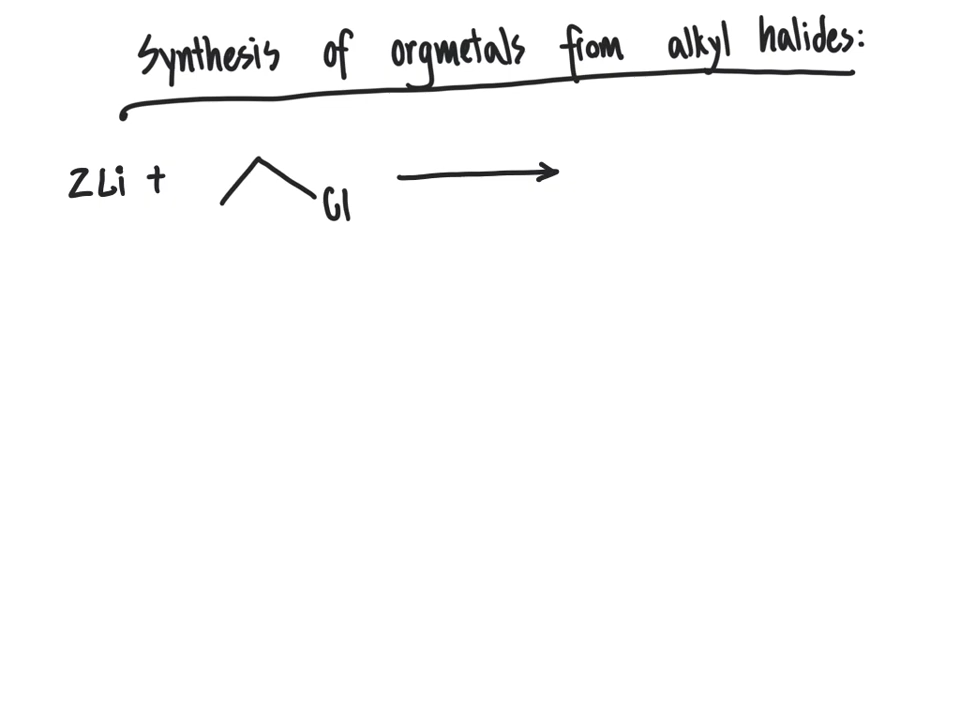 Synthesis of orgmetals from alkyl halides:
2Li + Cl